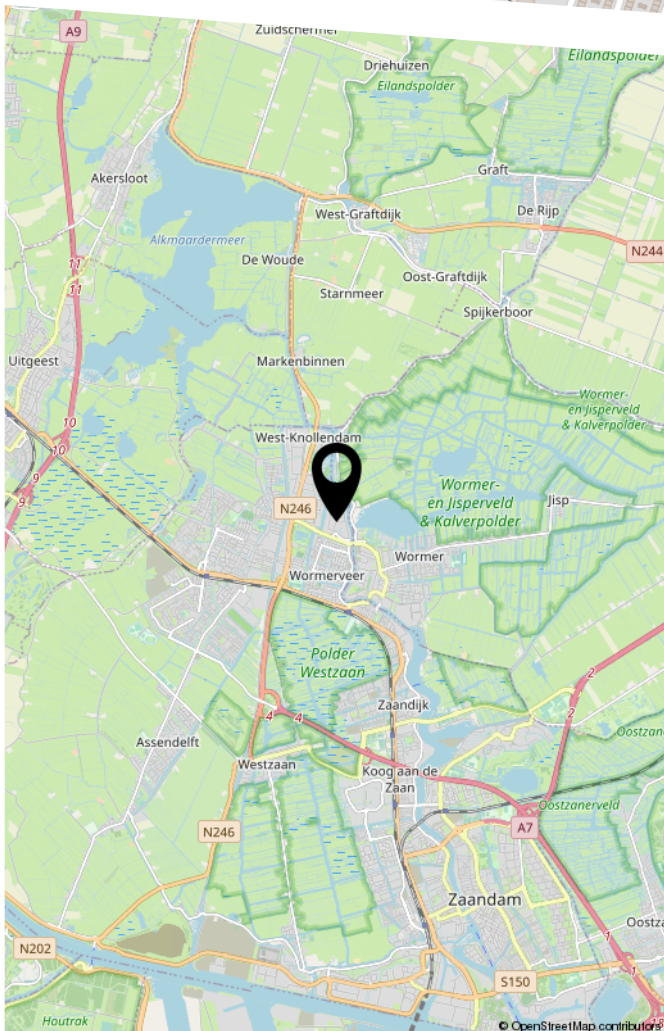 A9
Zuidschermer
Driehuizen
Eilandspolder
Eilandspolder
Akersloot
Graft
De Rijp
West-Graftdijk
Alkmaardermeer
N244
De Woude
Oost-Graftdijk
11
11
Starnmeer
Spijkerboor
Uitgeest
Markenbinnen
Wormer-
en Jisperveld
& Kalverpolder
10
10
West-Knollendam
9
9
Wormer-
en Jisperveld
& Kalverpolder
Jisp
N246
Wormer
Wormerveer
Polder
Westzaan
2
2
4
4
Zaandijk
Assendelft
Westzaan
Koog aan de
Zaan
Oostzanerveld
N246
A7
Zaandam
N202
1
1
S150
Houtrak
18
© OpenStreetMap